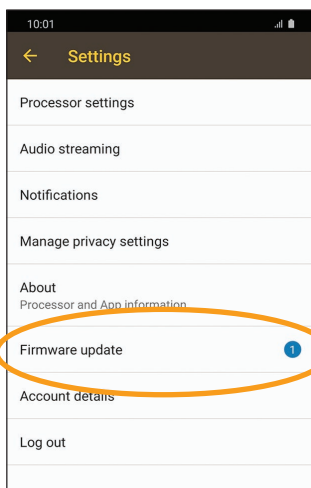 10:01
Settings
Processor settings
Audio streaming
Notifications
Manage privacy settings
About
Processor and App information
Firmware update 1
Account details
Log out